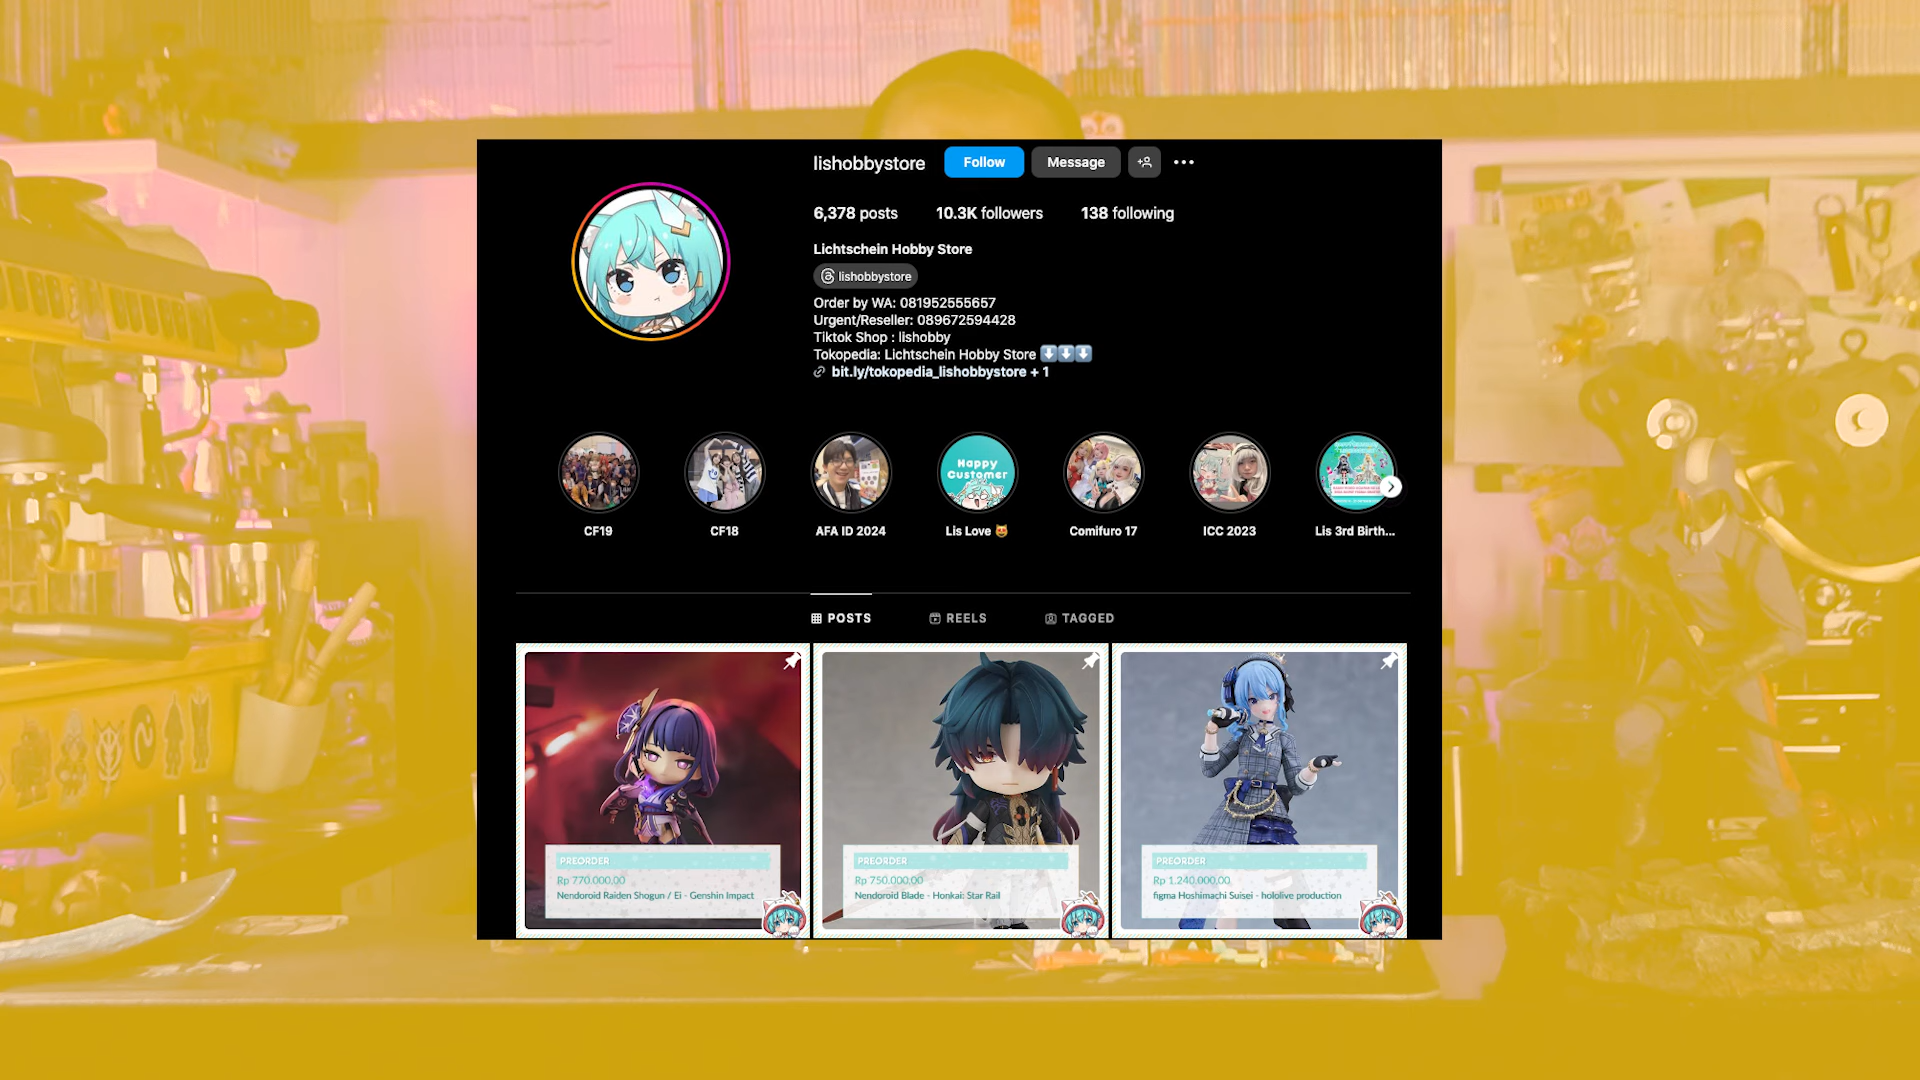 lishobbystore Follow Message
6,378 posts 10.3K followers 138 following
Lichtschein Hobby Store
lishobbystore
Order by WA: 081952555657
Urgent/Reseller: 089672594428
Tiktok Shop : lishobby
Tokopedia: Lichtschein Hobby Store ⬇️⬇️⬇️
bit.ly/tokopedia_lishobbystore + 1
Happy
Customer
CF19 CF18 AFA ID 2024 Lis Love 😻 Comifuro 17 ICC 2023 Lis 3rd Birth...
POSTS REELS TAGGED
PREORDER
Rp 770.000,00
Nendoroid Raiden Shogun / Ei - Genshin Impact
PREORDER
Rp 750.000,00
Nendoroid Blade - Honkai: Star Rail
PREORDER
Rp 1.240.000,00
figma Hoshimachi Suisei - hololive production